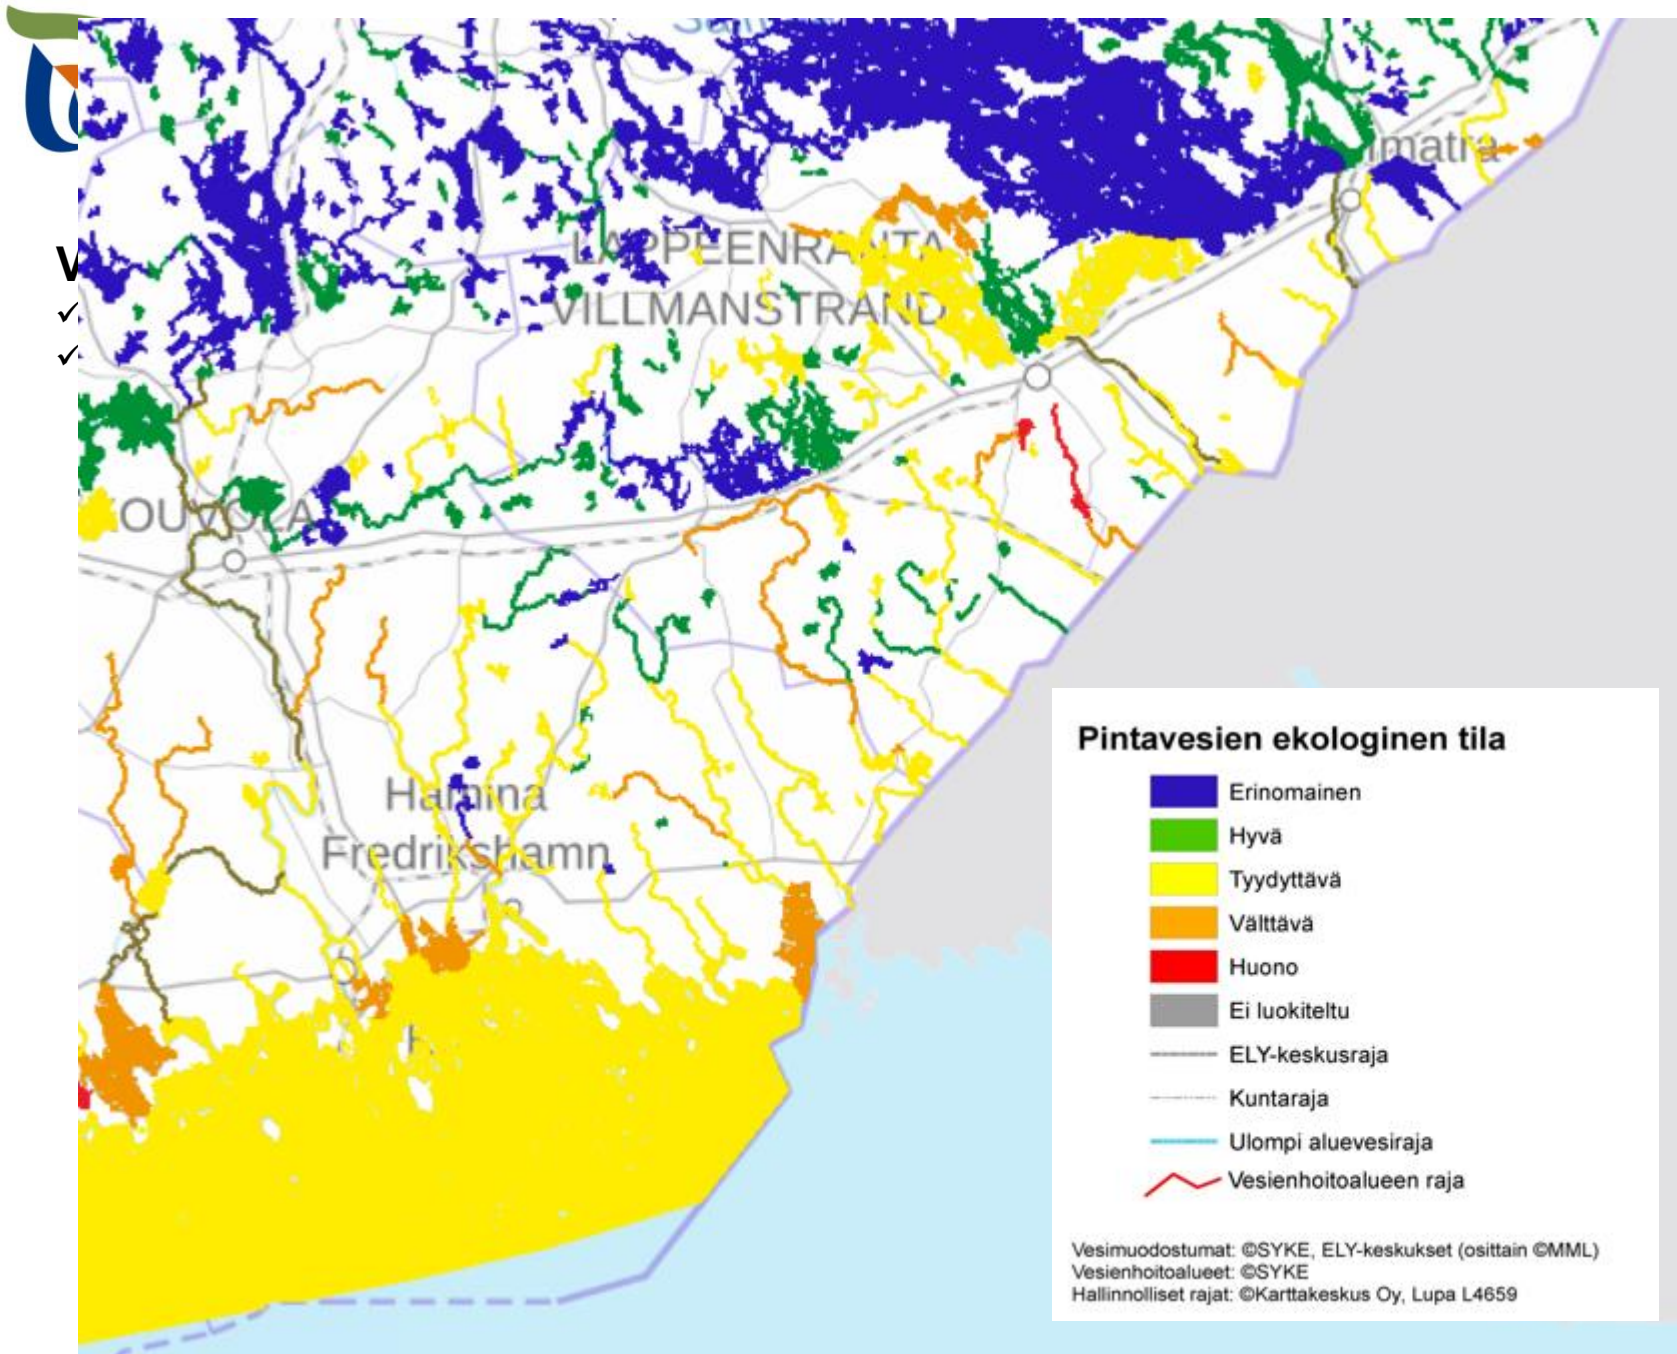 V
✓
✓
Imatra
LAPPEENRANTA
VILLMANSTRAND
KOUVOLA
Hamina
Fredrikshamn
Pintavesien ekologinen tila
Erinomainen
Hyvä
Tyydyttävä
Välttävä
Huono
Ei luokiteltu
ELY-keskusraja
Kuntaraja
Ulompi aluevesiraja
Vesienhoitoalueen raja
Vesimuodostumat: ©SYKE, ELY-keskukset (osittain ©MML)
Vesienhoitoalueet: ©SYKE
Hallinnolliset rajat: ©Karttakeskus Oy, Lupa L4659